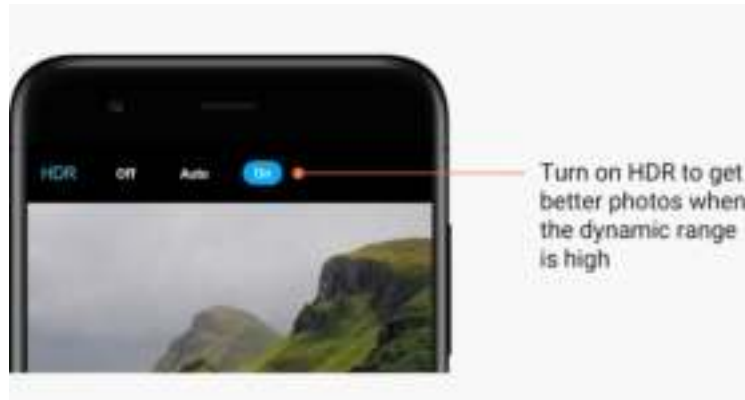 HDR Off Auto On
Turn on HDR to get
better photos when
the dynamic range
is high